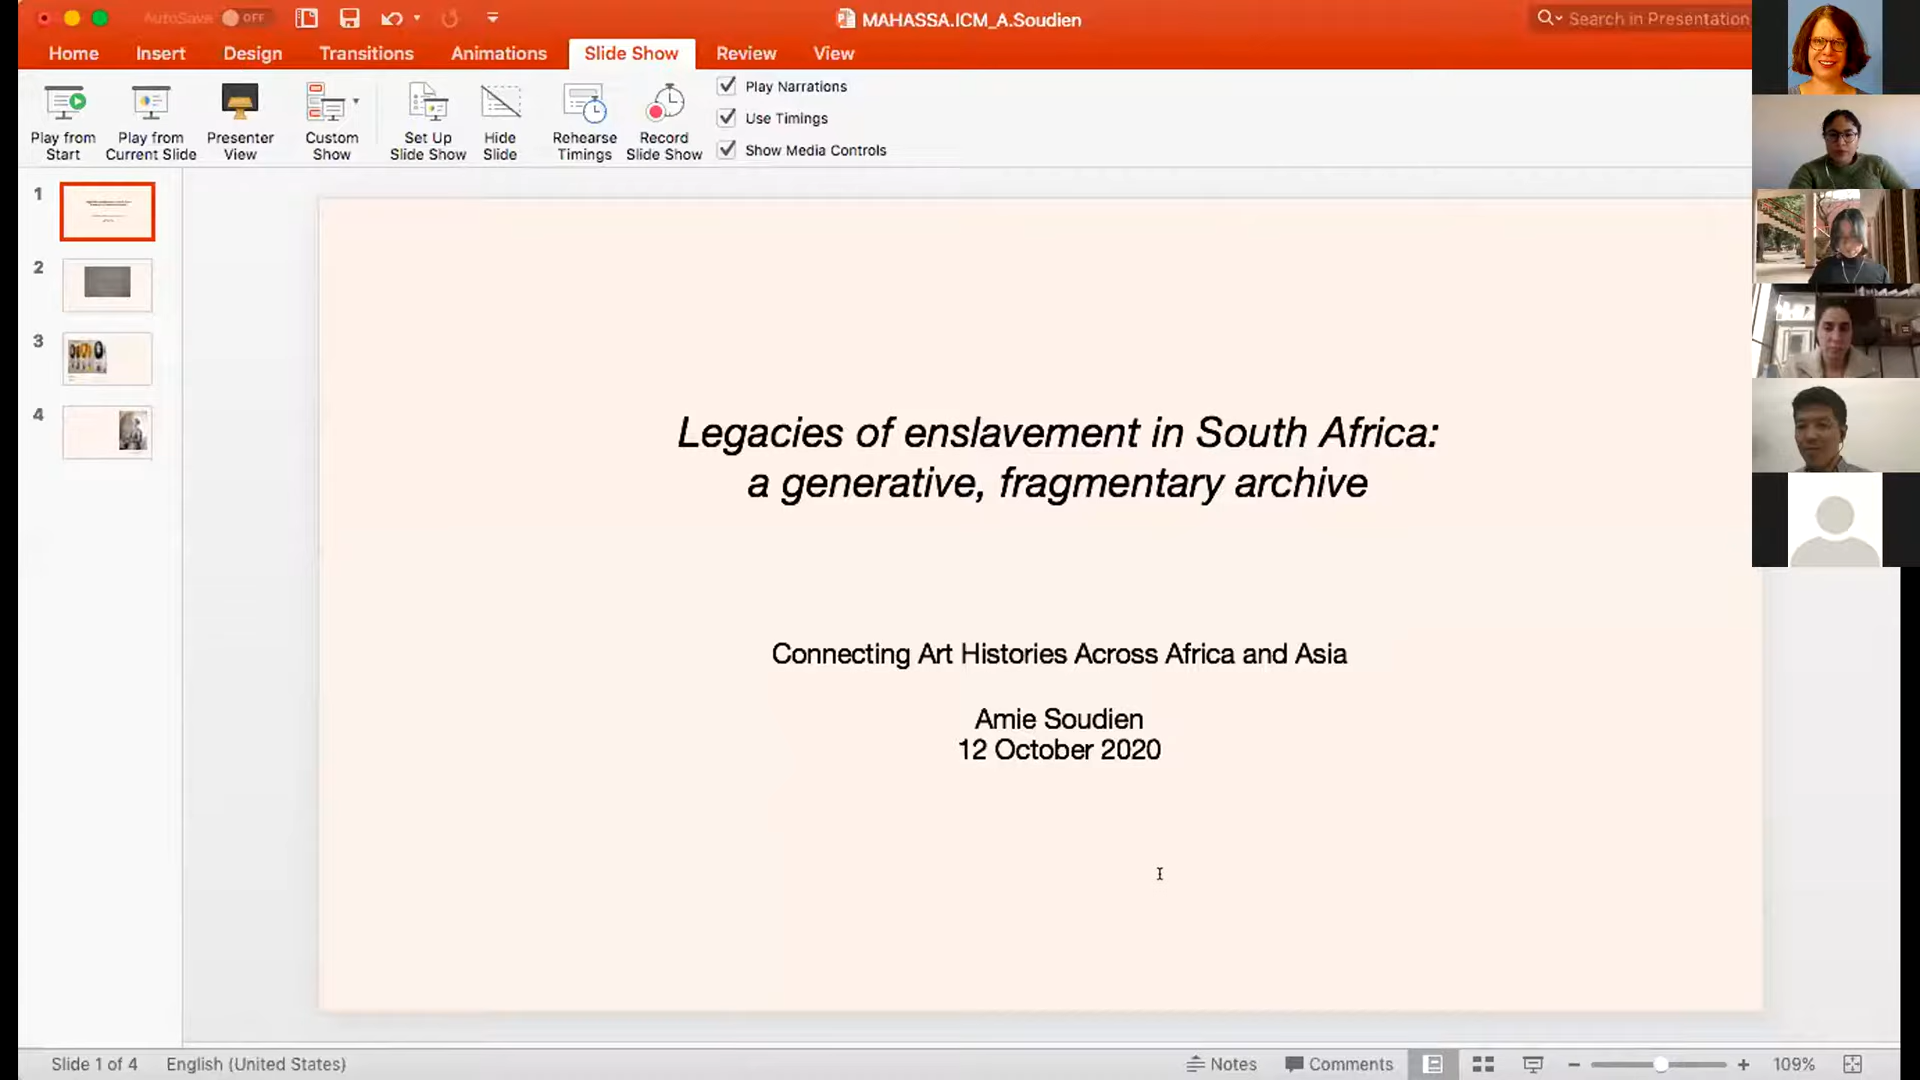 AutoSave OFF
MAHASSA.ICM_A.Soudien
Search in Presentation
Home Insert Design Transitions Animations Slide Show Review View
Play from Start
Play from Current Slide
Presenter View
Custom Show
Set Up Slide Show
Hide Slide
Rehearse Timings
Record Slide Show
Play Narrations
Use Timings
Show Media Controls
1
2
3
4
Legacies of enslavement in South Africa:
a generative, fragmentary archive
Connecting Art Histories Across Africa and Asia
Amie Soudien
12 October 2020
Slide 1 of 4 English (United States) Notes Comments 109%